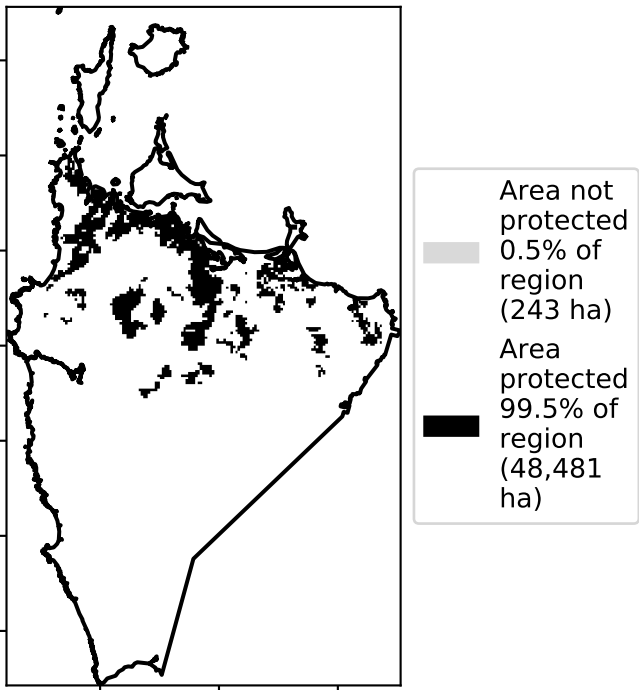 Area not
protected
0.5% of
region
(243 ha)
Area
protected
99.5% of
region
(48,481
ha)